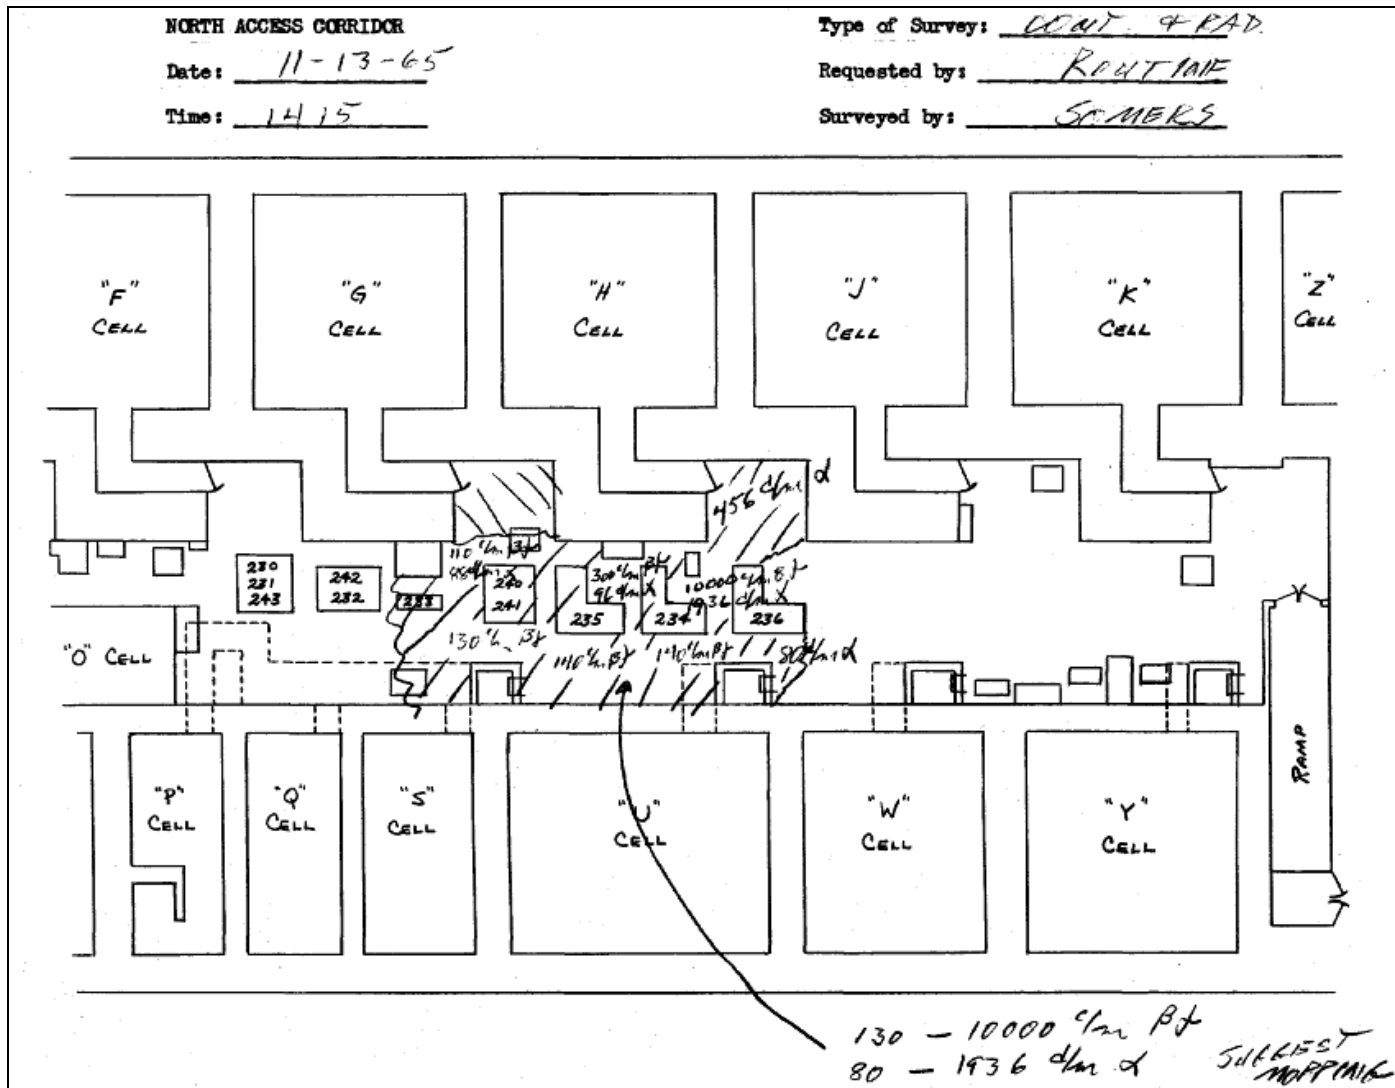 NORTH ACCESS CORRIDOR
Date: 11-13-65
Time: 1415
Type of Survey: CONT. & RAD.
Requested by: ROUTINE
Surveyed by: SOMERS
"F"
CELL
"G"
CELL
"H"
CELL
"J"
CELL
"K"
CELL
"Z"
CELL
456 d/m α
110 c/m βγ
88 d/m α
300 c/m βγ
96 d/m α
10000 c/m βγ
1936 d/m α
230
231
243
242
232
233
240
241
235
234
236
130 c/m βγ
140 c/m βγ
140 c/m βγ
80 d/m α
"O" CELL
"P"
CELL
"Q"
CELL
"S"
CELL
"U"
CELL
"W"
CELL
"Y"
CELL
RAMP
130 — 10000 c/m βγ
80 — 1936 d/m α
SUGGEST
MOPPING